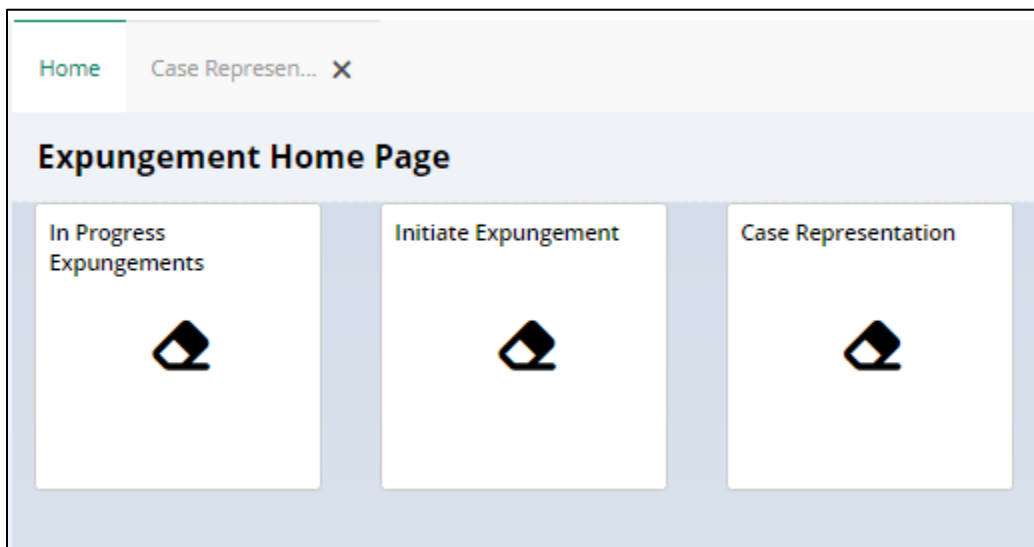 Home Case Represen...
Expungement Home Page
In Progress
Expungements
Initiate Expungement
Case Representation